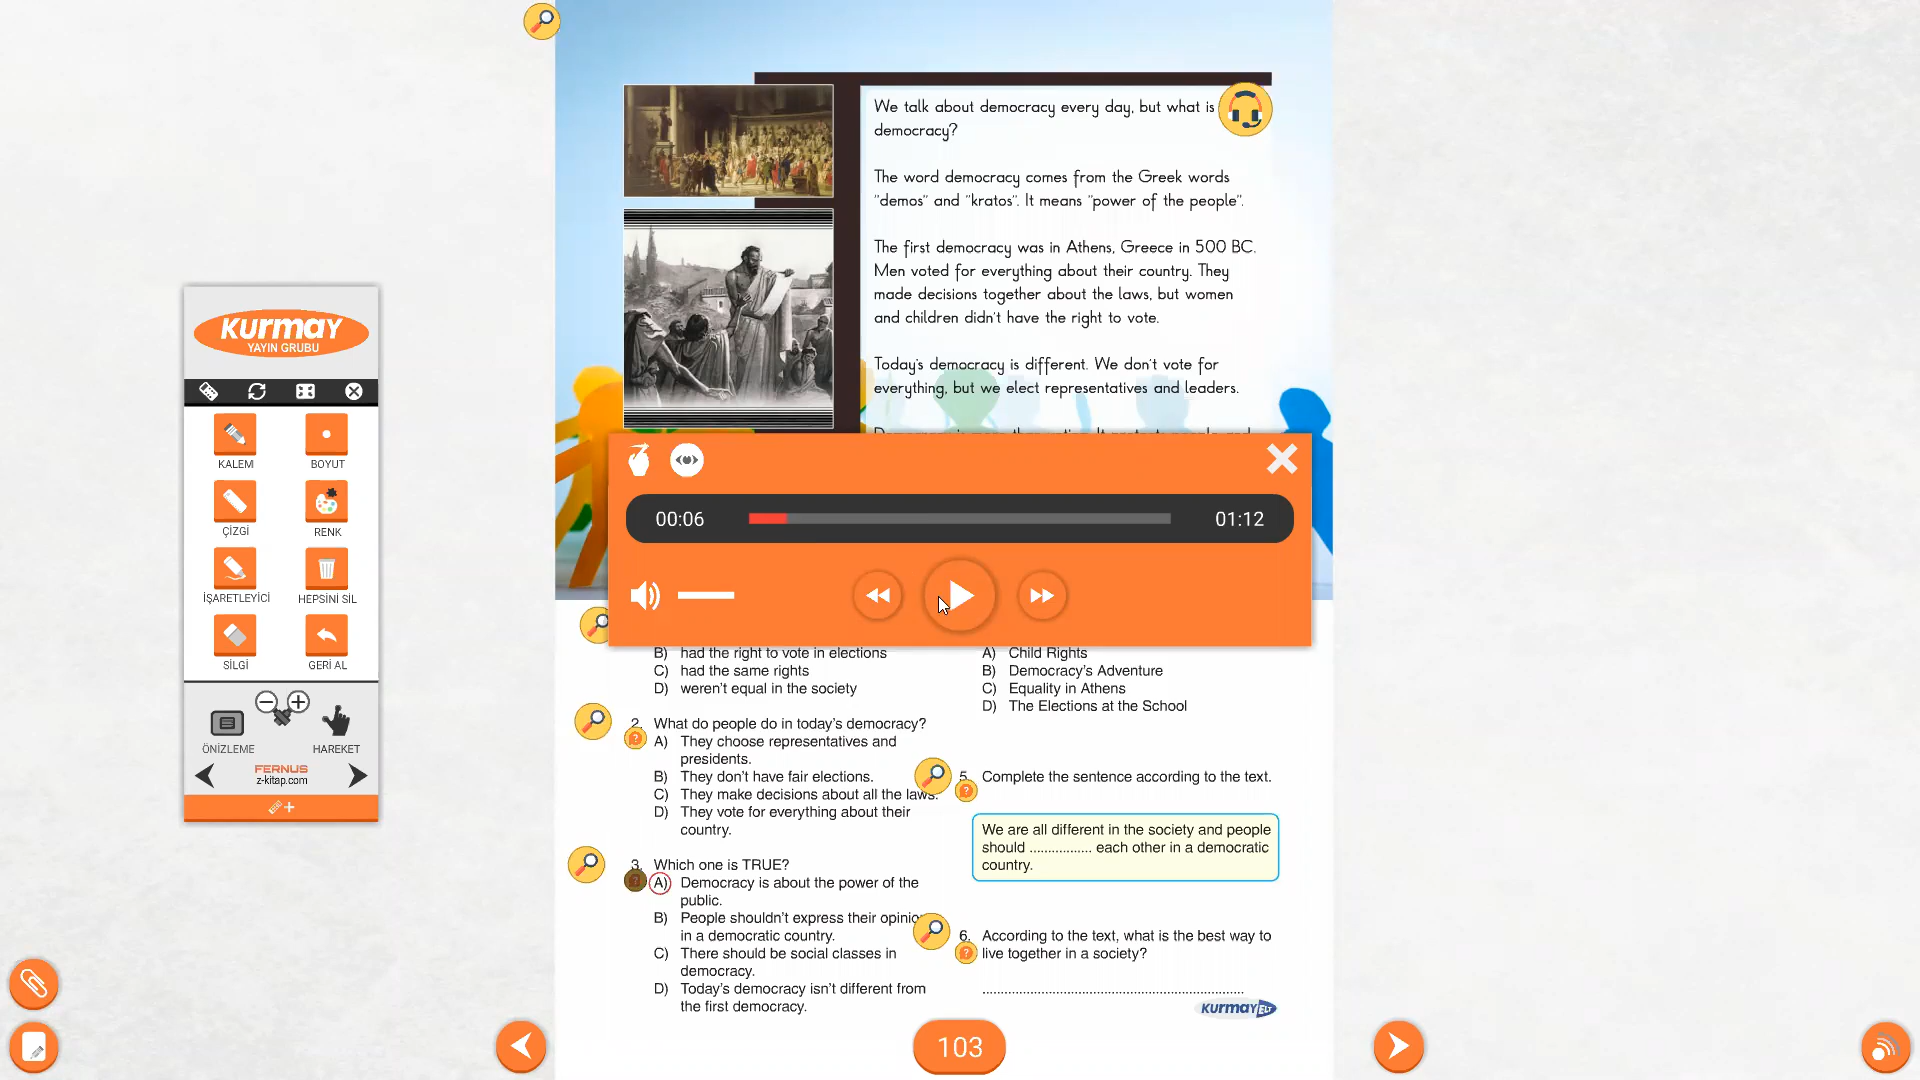 We talk about democracy every day, but what is
democracy?
The word democracy comes from the Greek words
"demos" and "kratos". It means "power of the people".
The first democracy was in Athens, Greece in 500 BC.
Men voted for everything about their country. They
made decisions together about the laws, but women
and children didn't have the right to vote.
Today's democracy is different. We don't vote for
everything, but we elect representatives and leaders.
KURMAY
YAYIN GRUBU
KALEM
BOYUT
ÇİZGİ
RENK
İŞARETLEYİCİ
HEPSİNİ SİL
SİLGİ
GERİ AL
ÖNİZLEME
HAREKET
FERNUS
z-kitap.com
00:06
01:12
B) had the right to vote in elections
C) had the same rights
D) weren't equal in the society
2. What do people do in today's democracy?
A) They choose representatives and
presidents.
B) They don't have fair elections.
C) They make decisions about all the laws.
D) They vote for everything about their
country.
3. Which one is TRUE?
A) Democracy is about the power of the
public.
B) People shouldn't express their
in a democratic country.
C) There should be social classes in
democracy.
D) Today's democracy isn't different from
the first democracy.
A) Child Rights
B) Democracy's Adventure
C) Equality in Athens
D) The Elections at the School
5. Complete the sentence according to the text.
We are all different in the society and people
should ................ each other in a democratic
country.
6. According to the text, what is the best way to
live together in a society?
................................................................
KURMAY ELT
103